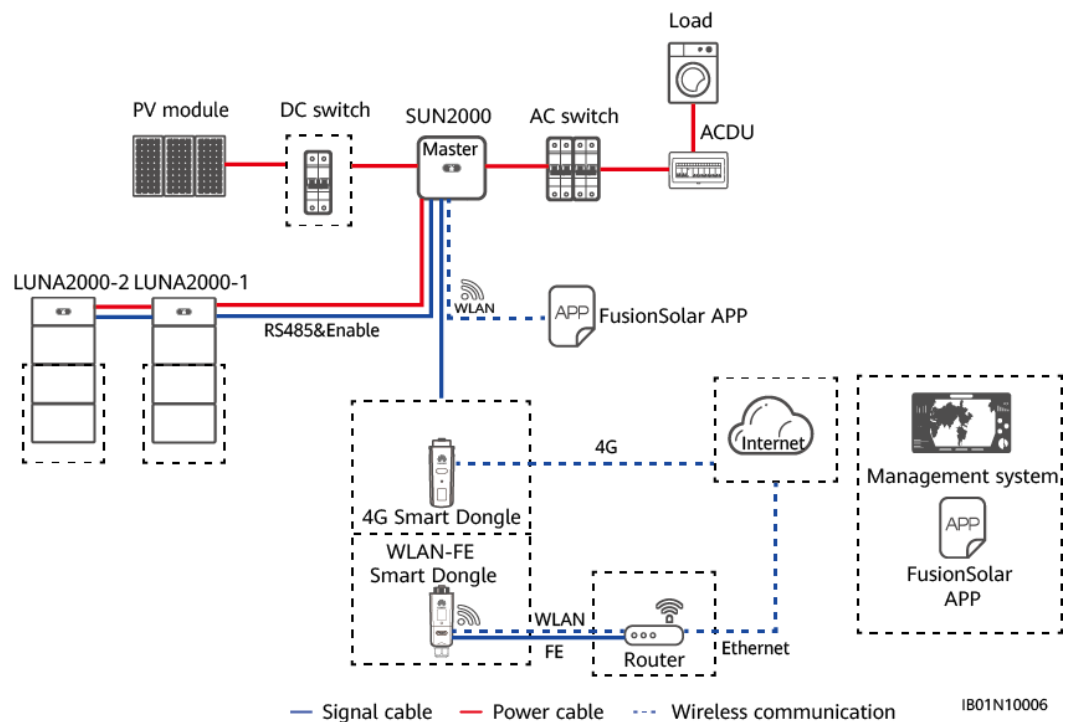 Load
PV module
DC switch
SUN2000
AC switch
Master
ACDU
LUNA2000-2
LUNA2000-1
RS485&Enable
WLAN
APP
FusionSolar APP
4G Smart Dongle
4G
Internet
Management system
APP
FusionSolar
APP
WLAN-FE
Smart Dongle
WLAN
FE
Router
Ethernet
Signal cable
Power cable
Wireless communication
IB01N10006